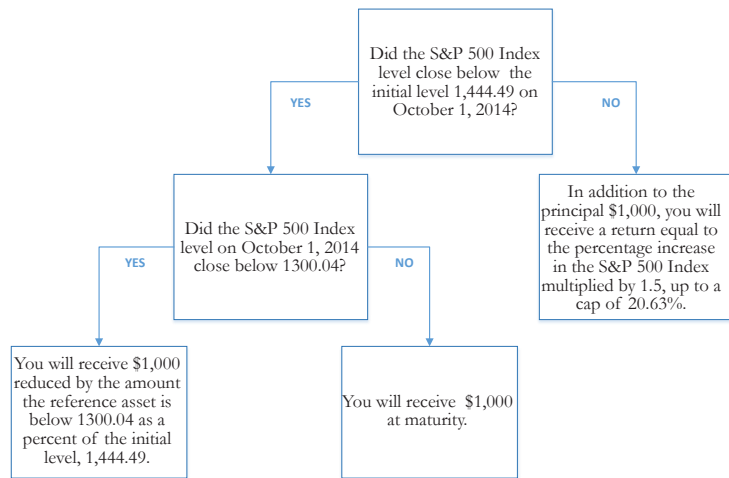 Did the S&P 500 Index
level close below the
initial level 1,444.49 on
October 1, 2014?
YES
NO
Did the S&P 500 Index
level on October 1, 2014
close below 1300.04?
In addition to the
principal $1,000, you will
receive a return equal to
the percentage increase
in the S&P 500 Index
multiplied by 1.5, up to a
cap of 20.63%.
YES
NO
You will receive $1,000
reduced by the amount
the reference asset is
below 1300.04 as a
percent of the initial
level, 1,444.49.
You will receive $1,000
at maturity.